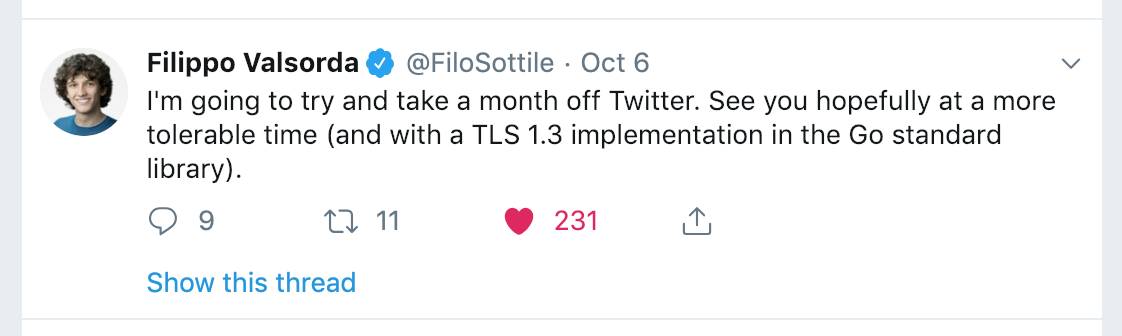 Filippo Valsorda @FiloSottile · Oct 6
I'm going to try and take a month off Twitter. See you hopefully at a more
tolerable time (and with a TLS 1.3 implementation in the Go standard
library).
9 11 231
Show this thread